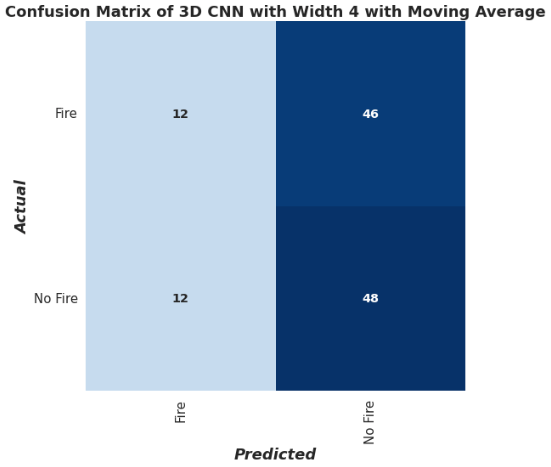 Confusion Matrix of 3D CNN with Width 4 with Moving Average
Fire
12
46
Actual
No Fire
12
48
Fire
No Fire
Predicted